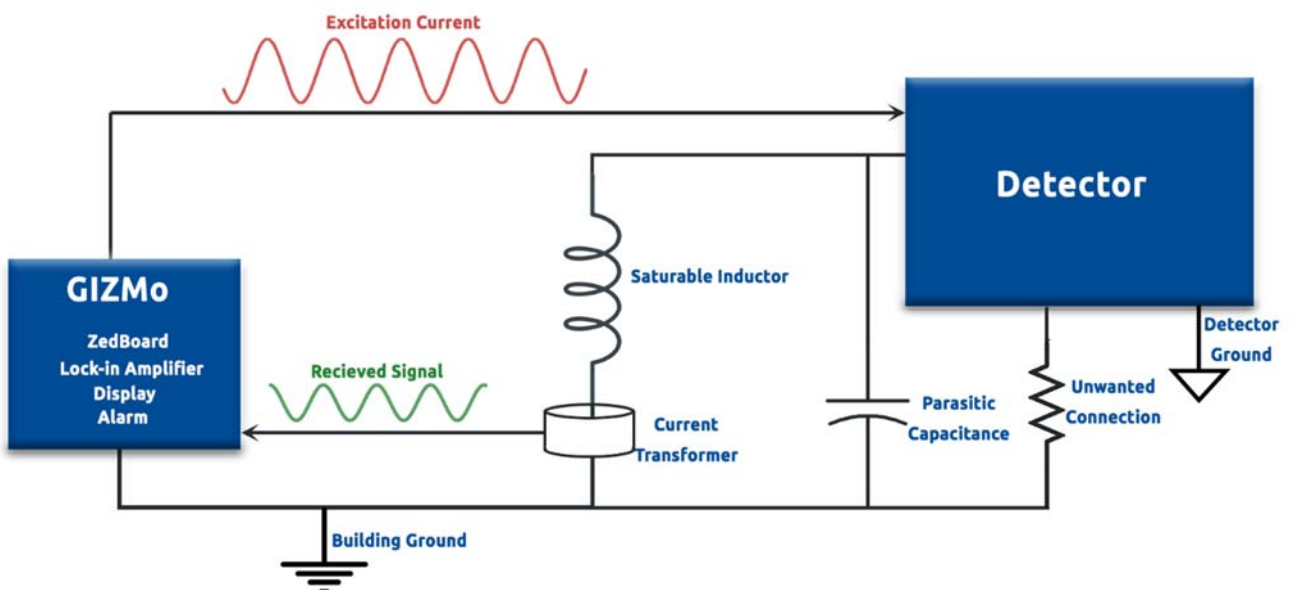 Excitation Current
Detector
GIZMo
ZedBoard
Lock-in Amplifier
Display
Alarm
Saturable Inductor
Recieved Signal
Current
Transformer
Parasitic
Capacitance
Unwanted
Connection
Detector
Ground
Building Ground